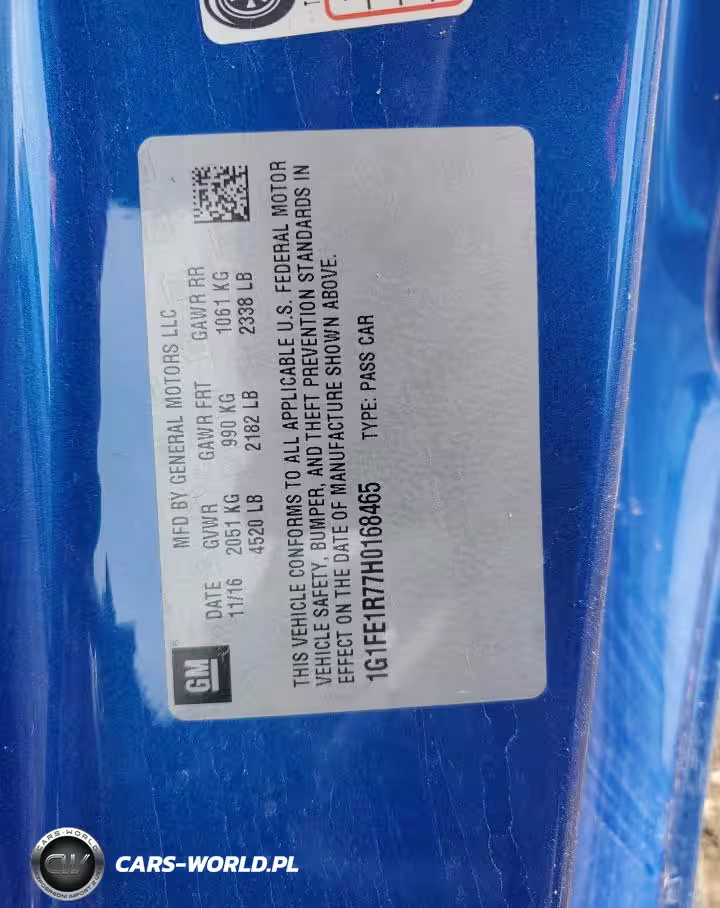 MFD BY GENERAL MOTORS LLC
DATE GVWR GAWR FRT GAWR RR
11/16 2051 KG 990 KG 1061 KG
4520 LB 2182 LB 2338 LB
GM
THIS VEHICLE CONFORMS TO ALL APPLICABLE U.S. FEDERAL MOTOR
VEHICLE SAFETY, BUMPER, AND THEFT PREVENTION STANDARDS IN
EFFECT ON THE DATE OF MANUFACTURE SHOWN ABOVE.
1G1FE1R77H0168465 TYPE: PASS CAR
CARS-WORLD
CW
CARS-WORLD.PL